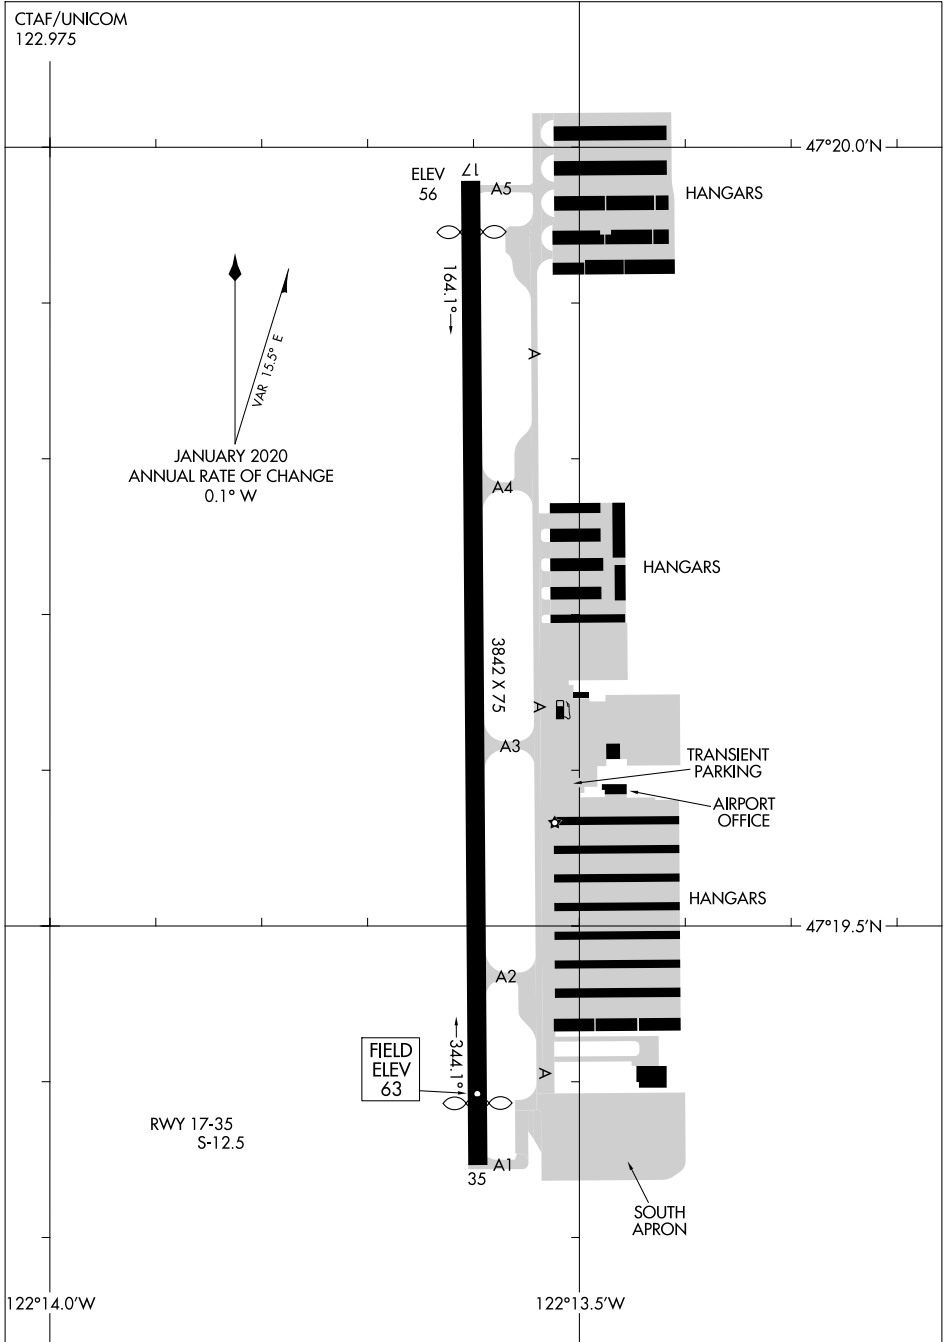 CTAF/UNICOM
122.975
47°20.0'N
ELEV
56
17
A5
HANGARS
164.1°
A
VAR 15.5° E
JANUARY 2020
ANNUAL RATE OF CHANGE
0.1° W
A4
HANGARS
3842 X 75
A
A3
TRANSIENT
PARKING
AIRPORT
OFFICE
HANGARS
47°19.5'N
A2
344.1°
FIELD
ELEV
63
A
RWY 17-35
S-12.5
A1
35
SOUTH
APRON
122°14.0'W
122°13.5'W